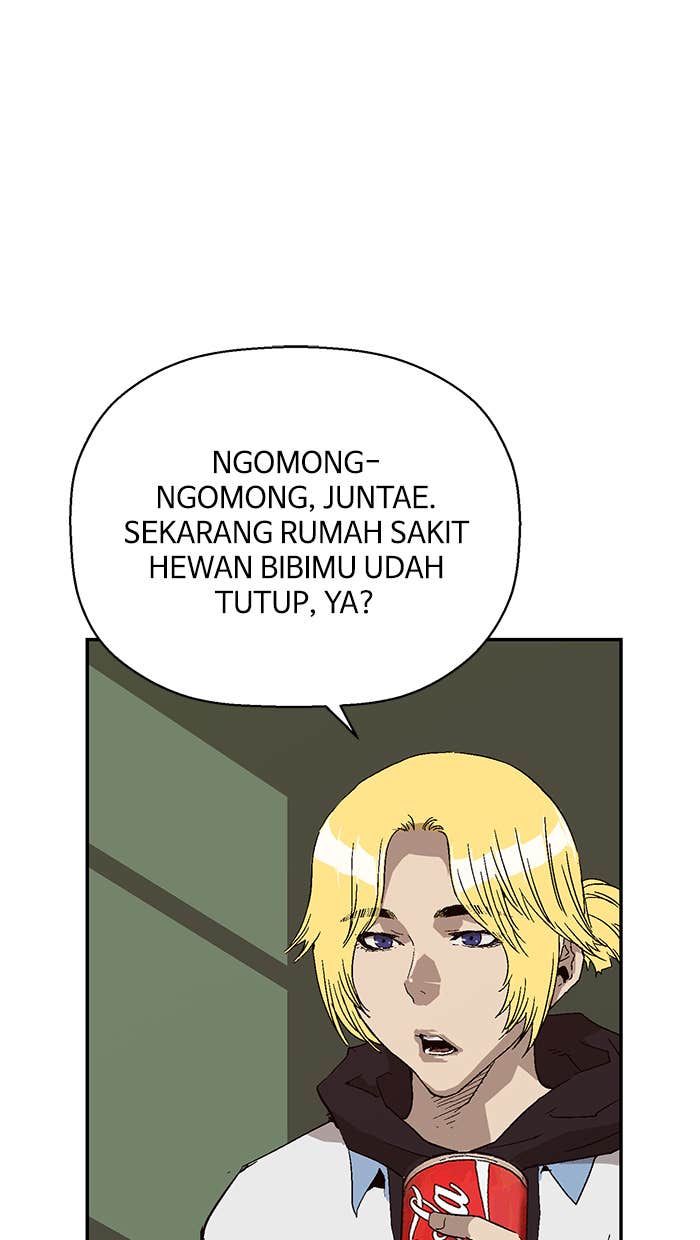 NGOMONG-
NGOMONG, JUNTAE.
SEKARANG RUMAH SAKIT
HEWAN BIBIMU UDAH
TUTUP, YA?